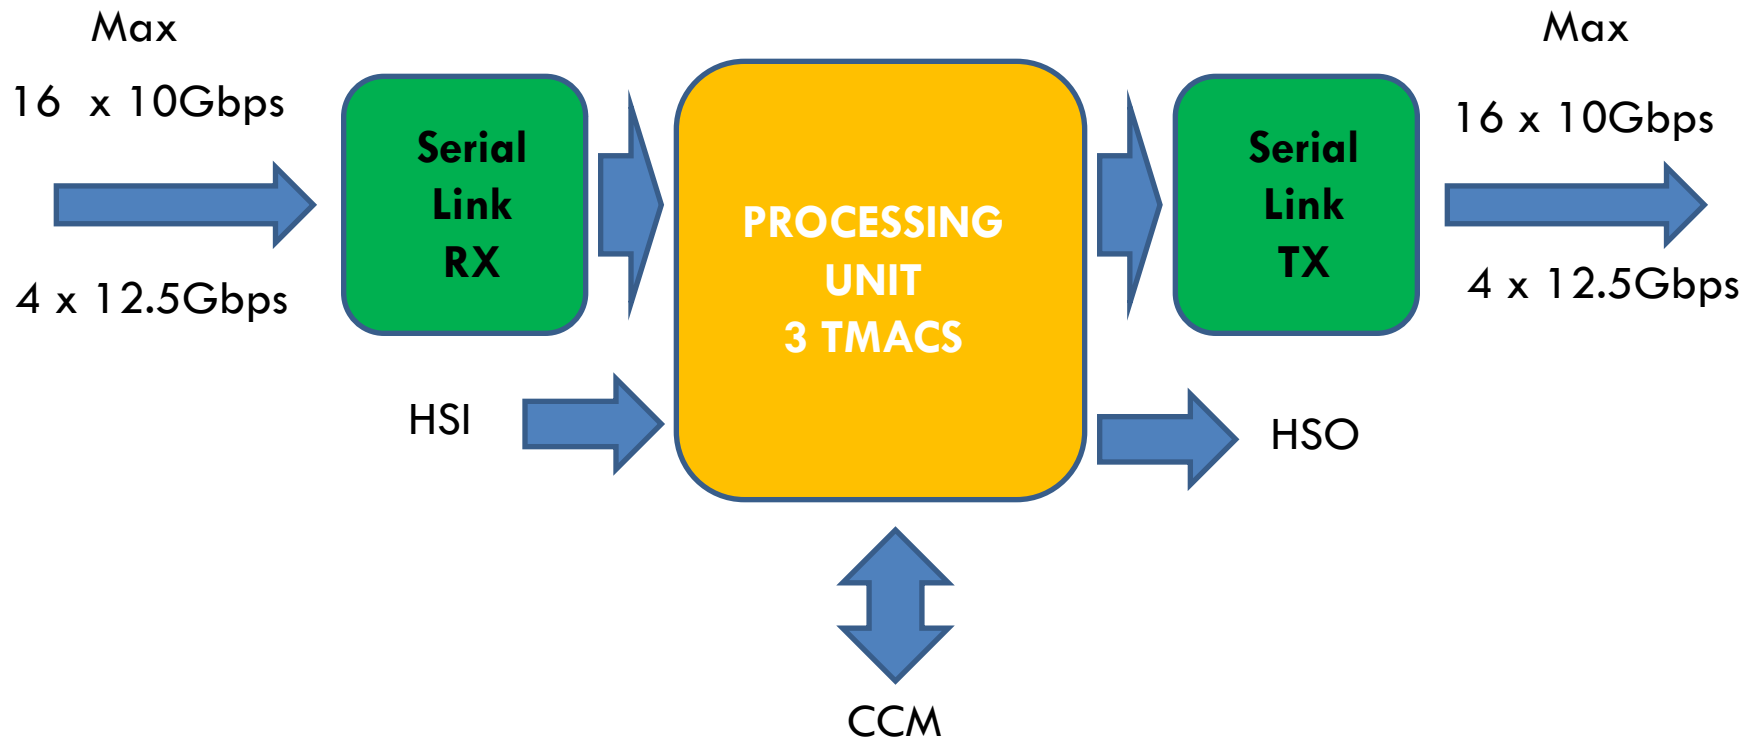 Max
16 x 10Gbps
4 x 12.5Gbps
Serial
Link
RX
PROCESSING
UNIT
3 TMACS
Serial
Link
TX
Max
16 x 10Gbps
4 x 12.5Gbps
HSI
HSO
CCM